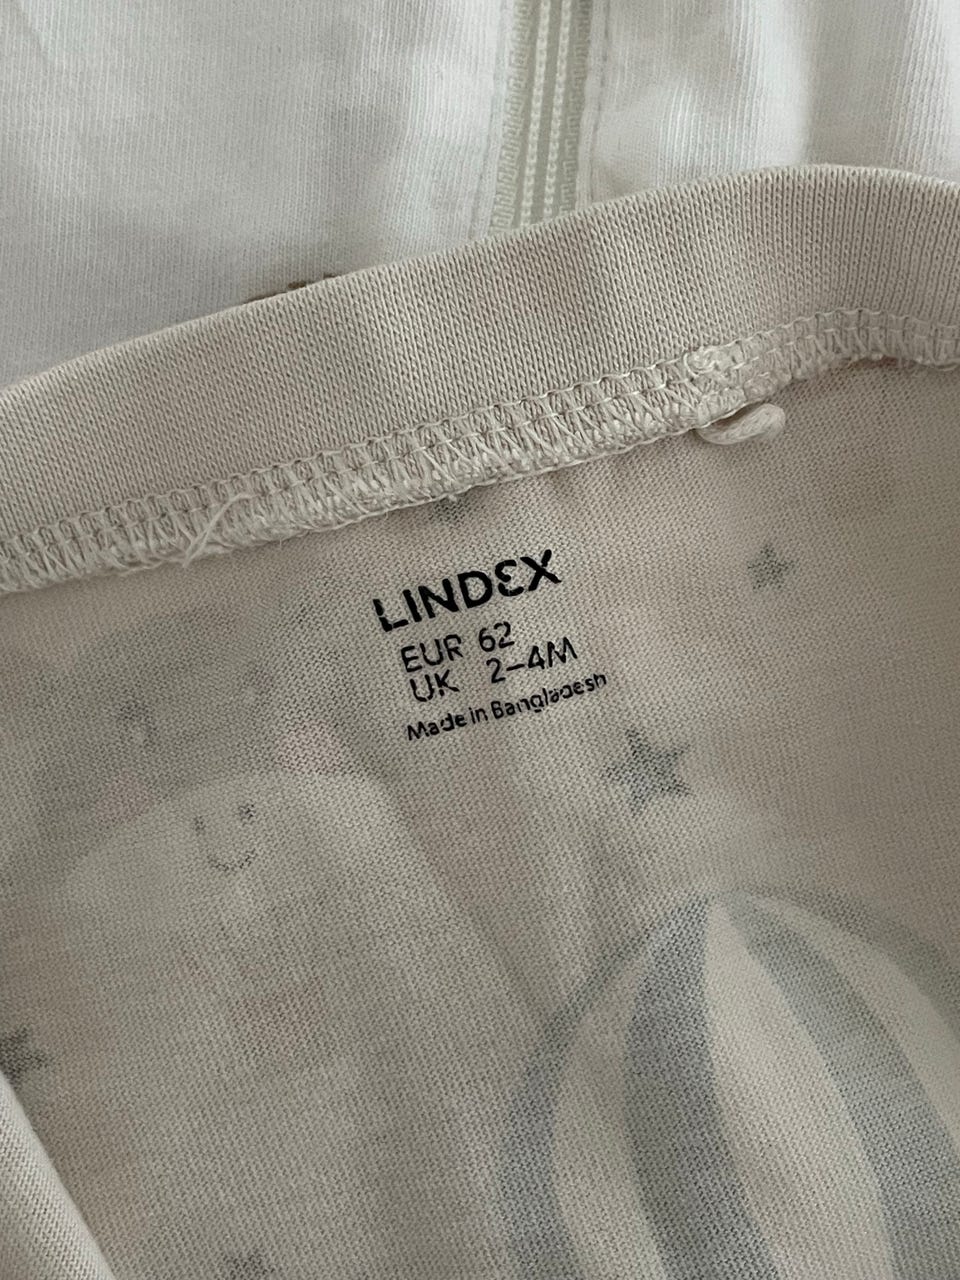 LINDEX
EUR 62
UK 2–4M
Made in Bangladesh